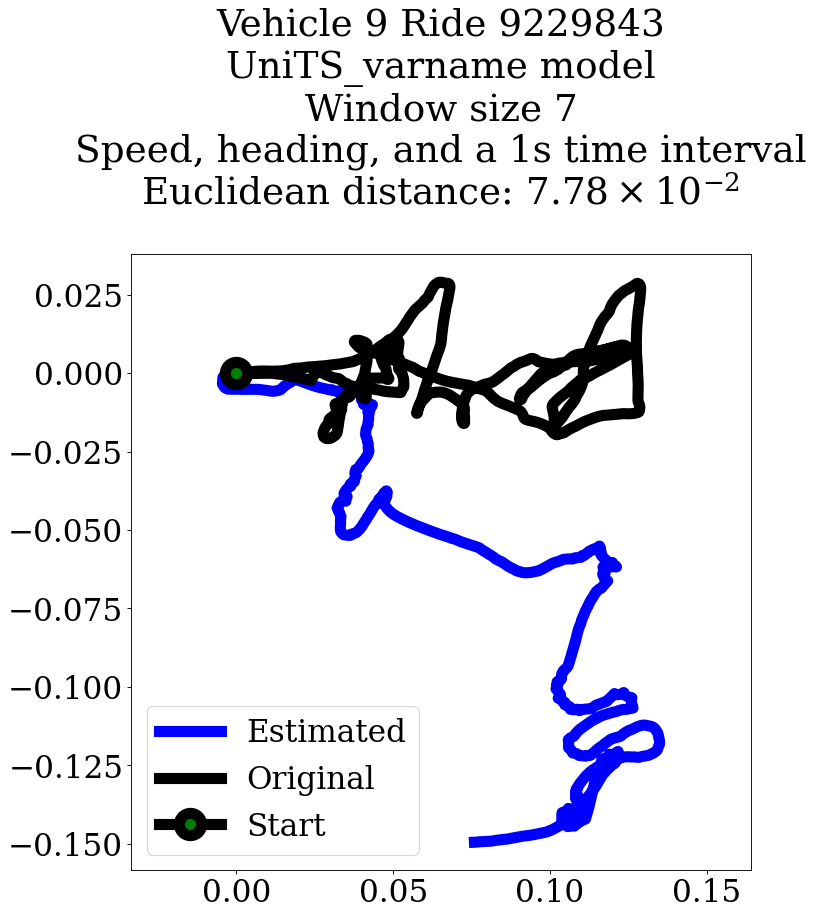 Vehicle 9 Ride 9229843
UniTS_varname model
Window size 7
Speed, heading, and a 1s time interval
Euclidean distance: 7.78 × 10⁻²
0.025
0.000
−0.025
−0.050
−0.075
−0.100
−0.125
−0.150
Estimated
Original
Start
0.00 0.05 0.10 0.15